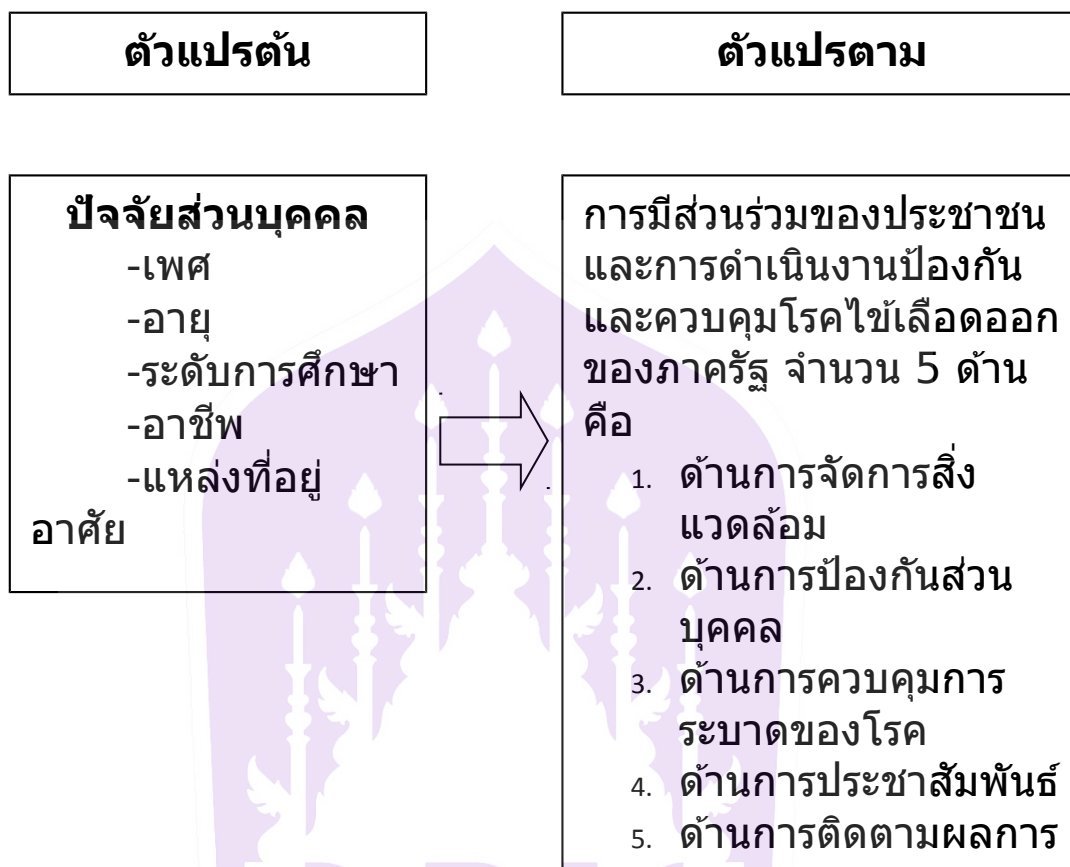 ตัวแปรต้น
ตัวแปรตาม
ปัจจัยส่วนบุคคล
-เพศ
-อายุ
-ระดับการศึกษา
-อาชีพ
-แหล่งที่อยู่
อาศัย
การมีส่วนร่วมของประชาชน
และการดำเนินงานป้องกัน
และควบคุมโรคไข้เลือดออก
ของภาครัฐ จำนวน 5 ด้าน
คือ
1. ด้านการจัดการสิ่ง
แวดล้อม
2. ด้านการป้องกันส่วน
บุคคล
3. ด้านการควบคุมการ
ระบาดของโรค
4. ด้านการประชาสัมพันธ์
5. ด้านการติดตามผลการ